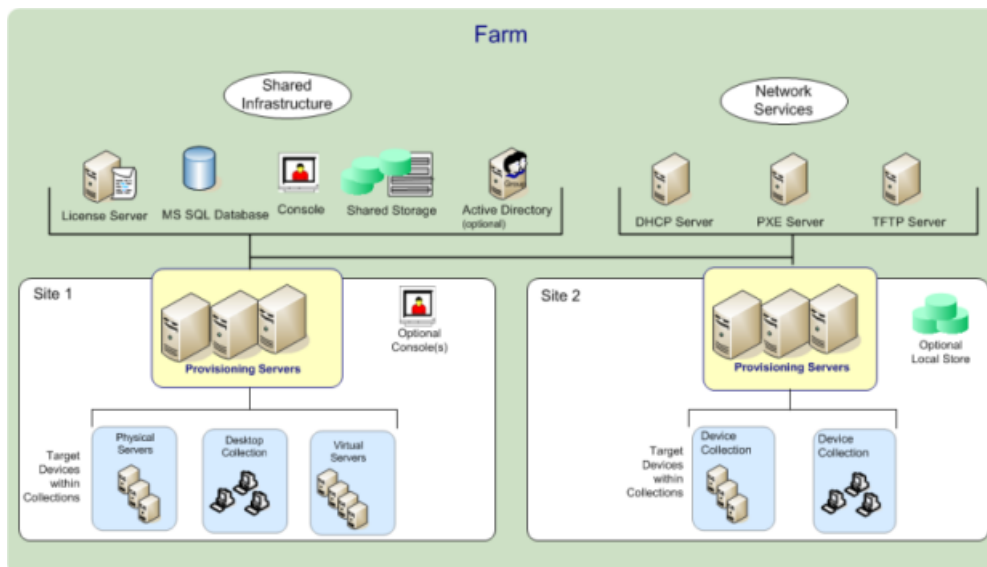 Farm
Shared
Infrastructure
Network
Services
License Server
MS SQL Database
Console
Shared Storage
Group
Active Directory
(optional)
DHCP Server
PXE Server
TFTP Server
Site 1
Provisioning Servers
Optional
Console(s)
Target
Devices
within
Collections
Physical
Servers
Desktop
Collection
Virtual
Servers
Site 2
Provisioning Servers
Optional
Local Store
Target
Devices
within
Collections
Device
Collection
Device
Collection